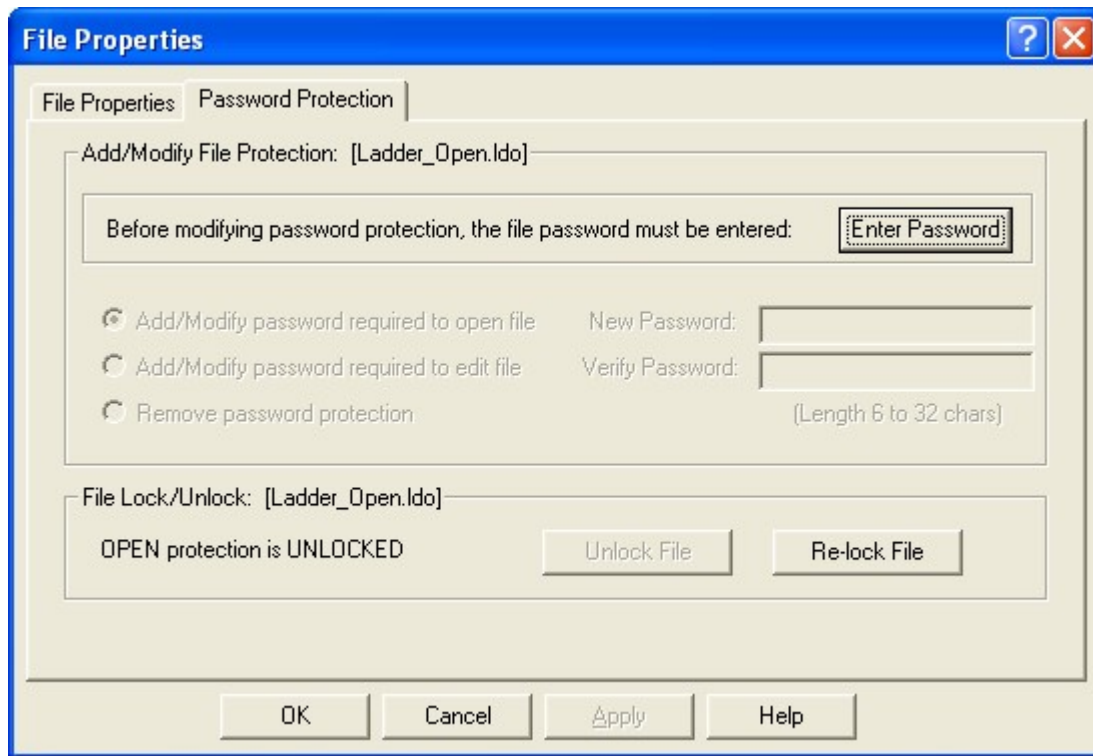 File Properties
File Properties Password Protection
Add/Modify File Protection: [Ladder_Open.ldo]
Before modifying password protection, the file password must be entered: Enter Password
Add/Modify password required to open file New Password:
Add/Modify password required to edit file Verify Password:
Remove password protection (Length 6 to 32 chars)
File Lock/Unlock: [Ladder_Open.ldo]
OPEN protection is UNLOCKED Unlock File Re-lock File
OK Cancel Apply Help